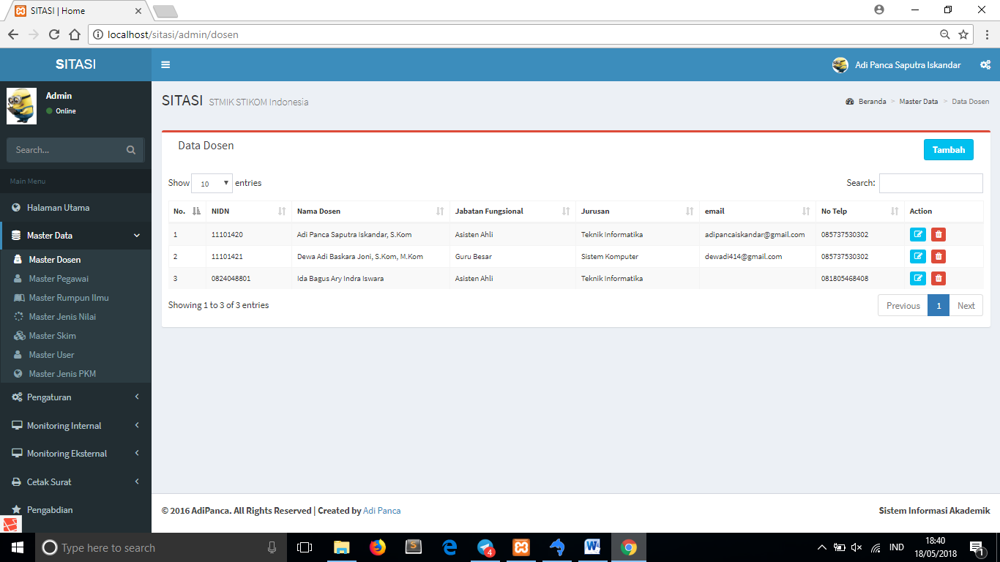 SITASI | Home
localhost/sitasi/admin/dosen
SITASI
Adi Panca Saputra Iskandar
Admin
Online
Search...
Main Menu
Halaman Utama
Master Data
Master Dosen
Master Pegawai
Master Rumpun Ilmu
Master Jenis Nilai
Master Skim
Master User
Master Jenis PKM
Pengaturan
Monitoring Internal
Monitoring Eksternal
Cetak Surat
Pengabdian
SITASI STMIK STIKOM Indonesia
Beranda > Master Data > Data Dosen
Data Dosen
Tambah
Show 10 entries
Search:
No. NIDN Nama Dosen Jabatan Fungsional Jurusan email No Telp Action
1 11101420 Adi Panca Saputra Iskandar, S.Kom Asisten Ahli Teknik Informatika adipancaiskandar@gmail.com 085737530302
2 11101421 Dewa Adi Baskara Joni, S.Kom, M.Kom Guru Besar Sistem Komputer dewadi414@gmail.com 085737530302
3 0824048801 Ida Bagus Ary Indra Iswara Asisten Ahli Teknik Informatika 081805468408
Showing 1 to 3 of 3 entries
Previous 1 Next
© 2016 AdiPanca. All Rights Reserved | Created by Adi Panca
Sistem Informasi Akademik
Type here to search
4
IND
18:40
18/05/2018
1